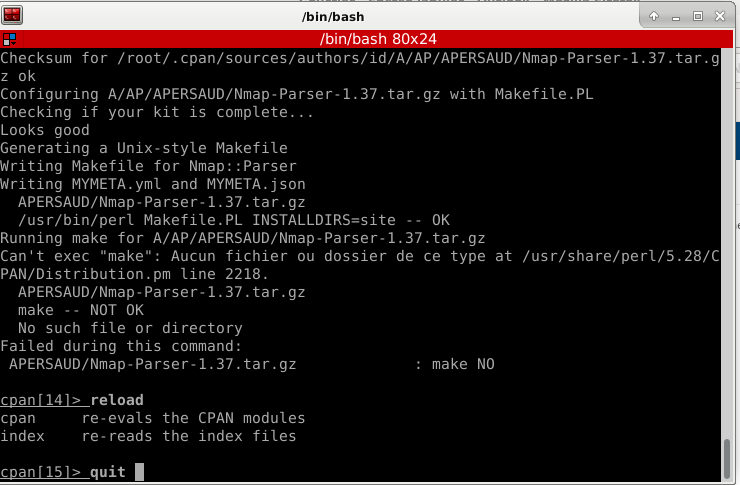 /bin/bash
/bin/bash 80x24
Checksum for /root/.cpan/sources/authors/id/A/AP/APERSAUD/Nmap-Parser-1.37.tar.g
z ok
Configuring A/AP/APERSAUD/Nmap-Parser-1.37.tar.gz with Makefile.PL
Checking if your kit is complete...
Looks good
Generating a Unix-style Makefile
Writing Makefile for Nmap::Parser
Writing MYMETA.yml and MYMETA.json
  APERSAUD/Nmap-Parser-1.37.tar.gz
  /usr/bin/perl Makefile.PL INSTALLDIRS=site -- OK
Running make for A/AP/APERSAUD/Nmap-Parser-1.37.tar.gz
Can't exec "make": Aucun fichier ou dossier de ce type at /usr/share/perl/5.28/C
PAN/Distribution.pm line 2218.
  APERSAUD/Nmap-Parser-1.37.tar.gz
  make -- NOT OK
  No such file or directory
Failed during this command:
 APERSAUD/Nmap-Parser-1.37.tar.gz             : make NO
cpan[14]> reload
cpan     re-evals the CPAN modules
index    re-reads the index files
cpan[15]> quit